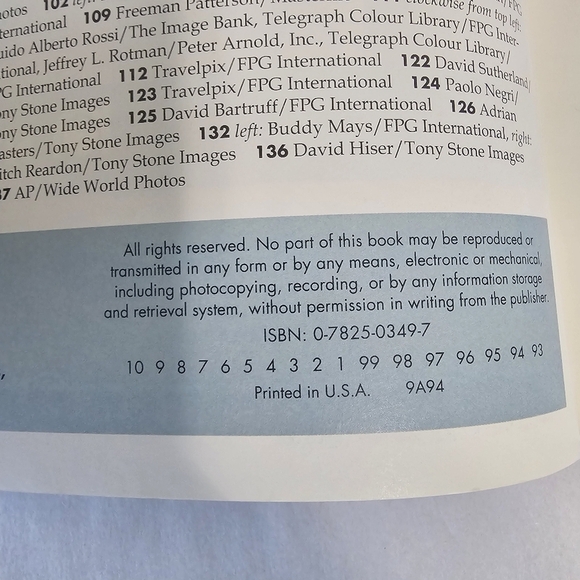 102 left
International 109 Freeman Patterson/ clockwise from top left:
Guido Alberto Rossi/The Image Bank, Telegraph Colour Library/FPG Inter-
national, Jeffrey L. Rotman/Peter Arnold, Inc., Telegraph Colour Library/
FPG International 112 Travelpix/FPG International 122 David Sutherland/
Tony Stone Images 123 Travelpix/FPG International 124 Paolo Negri/
Tony Stone Images 125 David Bartruff/FPG International 126 Adrian
Masters/Tony Stone Images 132 left: Buddy Mays/FPG International, right:
Mitch Reardon/Tony Stone Images 136 David Hiser/Tony Stone Images
37 AP/Wide World Photos
All rights reserved. No part of this book may be reproduced or
transmitted in any form or by any means, electronic or mechanical,
including photocopying, recording, or by any information storage
and retrieval system, without permission in writing from the publisher.
ISBN: 0-7825-0349-7
10 9 8 7 6 5 4 3 2 1 99 98 97 96 95 94 93
Printed in U.S.A. 9A94